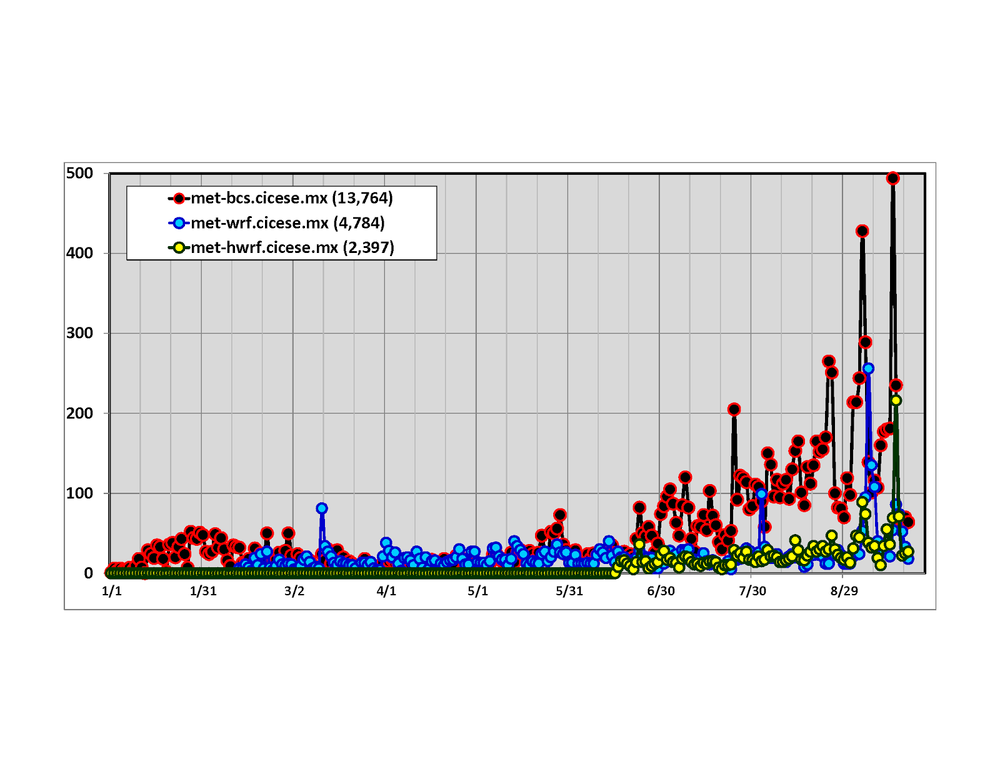 500
400
300
200
100
0
met-bcs.cicese.mx (13,764)
met-wrf.cicese.mx (4,784)
met-hwrf.cicese.mx (2,397)
1/1 1/31 3/2 4/1 5/1 5/31 6/30 7/30 8/29